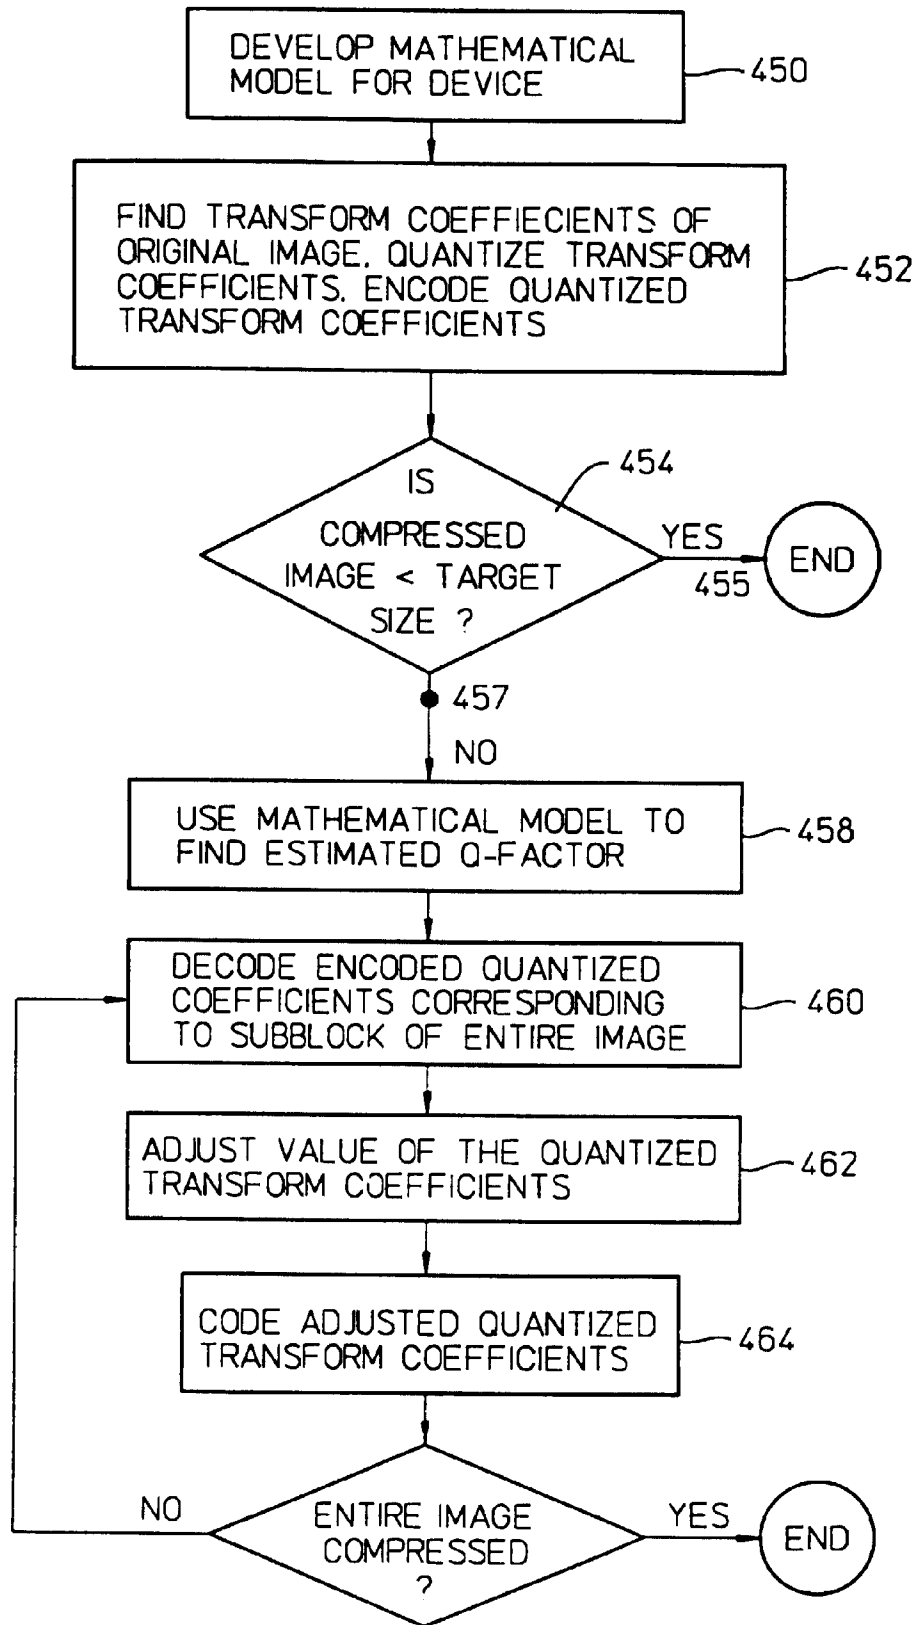 DEVELOP MATHEMATICAL
MODEL FOR DEVICE
450
FIND TRANSFORM COEFFIECIENTS OF
ORIGINAL IMAGE. QUANTIZE TRANSFORM
COEFFICIENTS. ENCODE QUANTIZED
TRANSFORM COEFFICIENTS
452
454
IS
COMPRESSED
IMAGE < TARGET
SIZE ?
YES
455
END
457
NO
USE MATHEMATICAL MODEL TO
FIND ESTIMATED Q-FACTOR
458
DECODE ENCODED QUANTIZED
COEFFICIENTS CORRESPONDING
TO SUBBLOCK OF ENTIRE IMAGE
460
ADJUST VALUE OF THE QUANTIZED
TRANSFORM COEFFICIENTS
462
CODE ADJUSTED QUANTIZED
TRANSFORM COEFFICIENTS
464
NO
ENTIRE IMAGE
COMPRESSED
?
YES
END